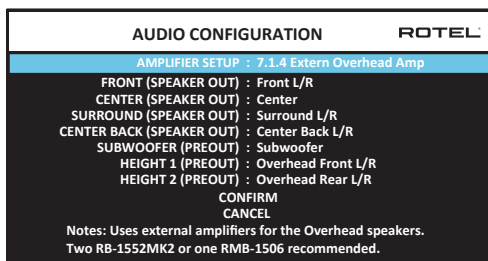 AUDIO CONFIGURATION ROTEL
AMPLIFIER SETUP : 7.1.4 Extern Overhead Amp
FRONT (SPEAKER OUT) : Front L/R
CENTER (SPEAKER OUT) : Center
SURROUND (SPEAKER OUT) : Surround L/R
CENTER BACK (SPEAKER OUT) : Center Back L/R
SUBWOOFER (PREOUT) : Subwoofer
HEIGHT 1 (PREOUT) : Overhead Front L/R
HEIGHT 2 (PREOUT) : Overhead Rear L/R
CONFIRM
CANCEL
Notes: Uses external amplifiers for the Overhead speakers.
Two RB-1552MK2 or one RMB-1506 recommended.